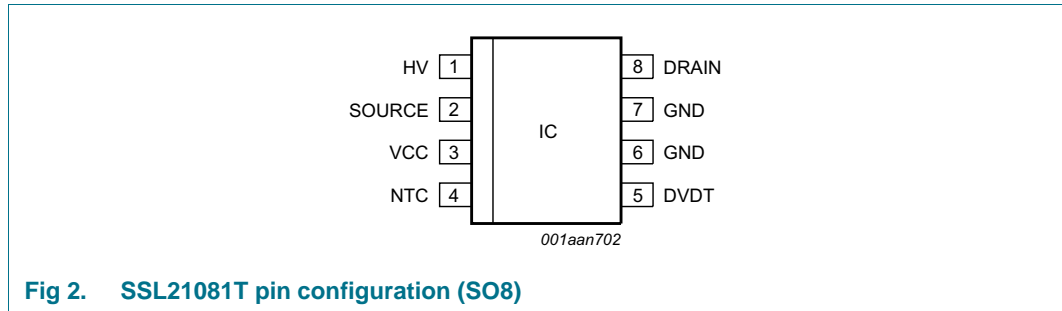 HV 1 8 DRAIN
SOURCE 2 7 GND
IC
VCC 3 6 GND
NTC 4 5 DVDT
001aan702
Fig 2. SSL21081T pin configuration (SO8)